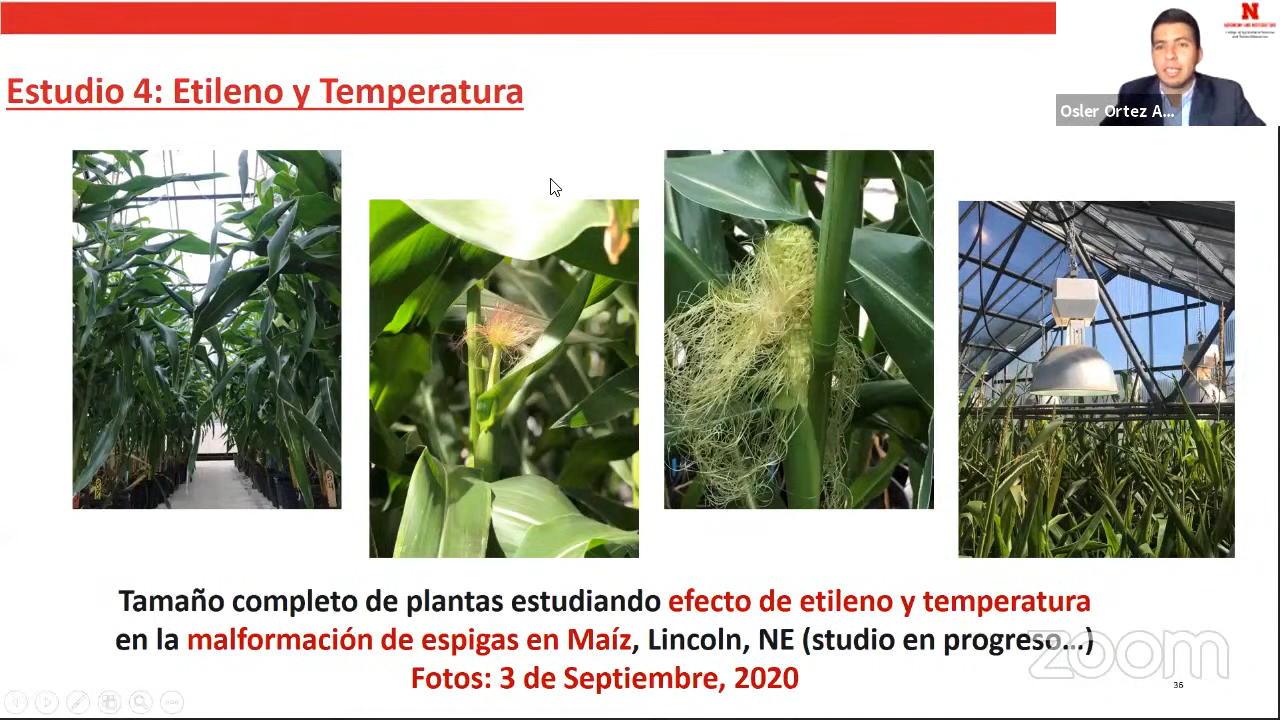 N
Osler Ortez A...
Estudio 4: Etileno y Temperatura
Tamaño completo de plantas estudiando efecto de etileno y temperatura
en la malformación de espigas en Maíz, Lincoln, NE (studio en progreso...)
Fotos: 3 de Septiembre, 2020
zoom
36